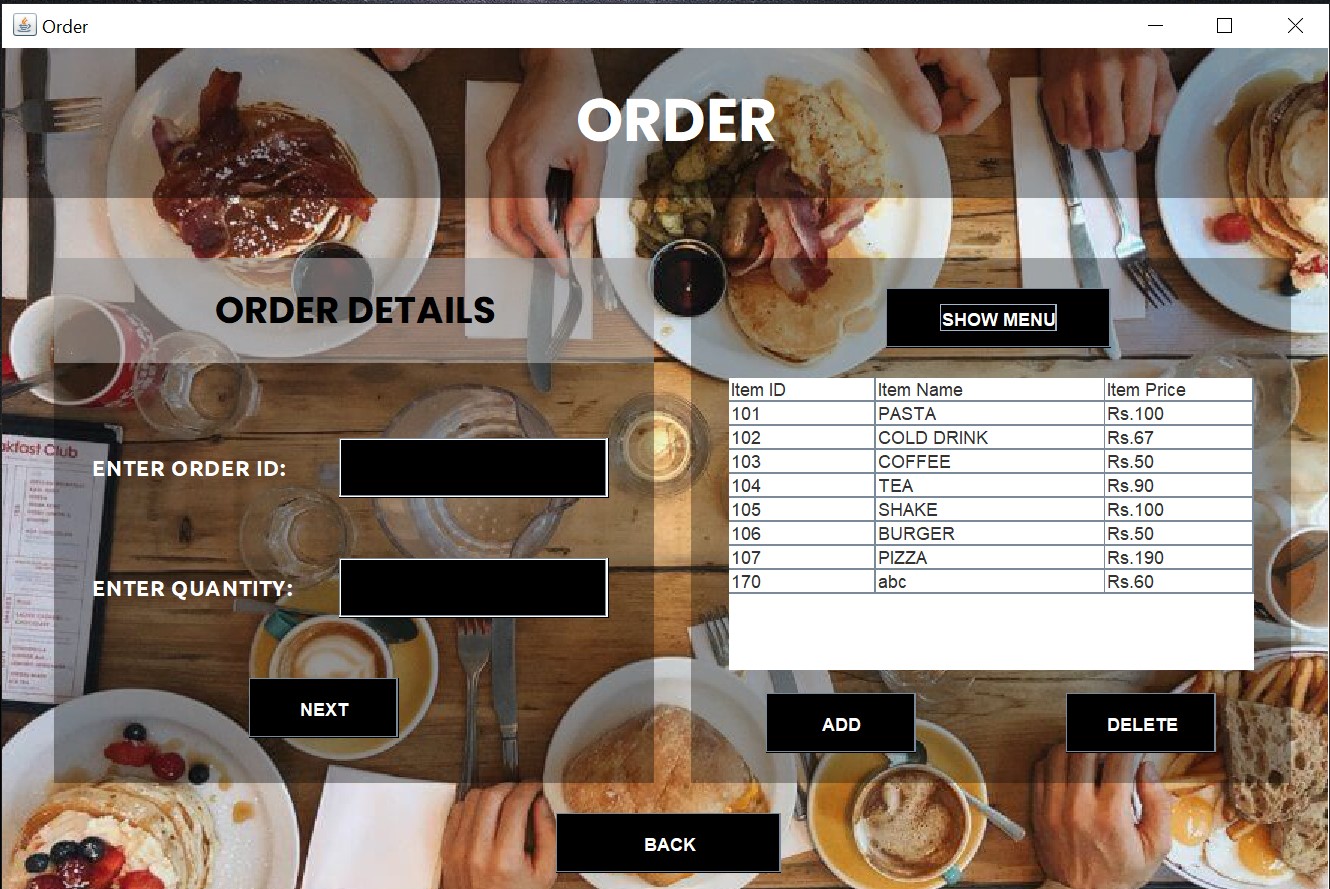 Order
ORDER
ORDER DETAILS
SHOW MENU
Item ID Item Name Item Price
101 PASTA Rs.100
102 COLD DRINK Rs.67
103 COFFEE Rs.50
104 TEA Rs.90
105 SHAKE Rs.100
106 BURGER Rs.50
107 PIZZA Rs.190
170 abc Rs.60
akfast Club
ENTER ORDER ID:
ENTER QUANTITY:
NEXT
ADD DELETE
BACK